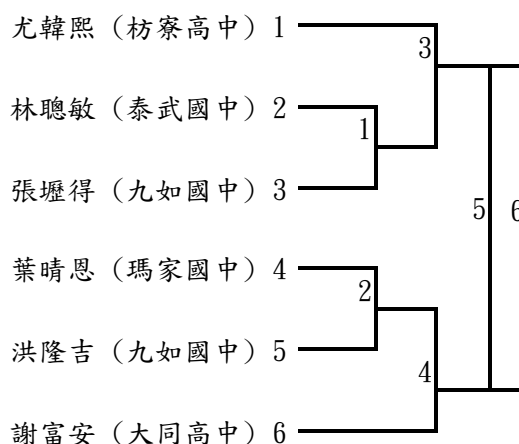 尤韓熙（枋寮高中）1
3
林聰敏（泰武國中）2
1
張壢得（九如國中）3
5
6
葉晴恩（瑪家國中）4
2
洪隆吉（九如國中）5
4
謝富安（大同高中）6